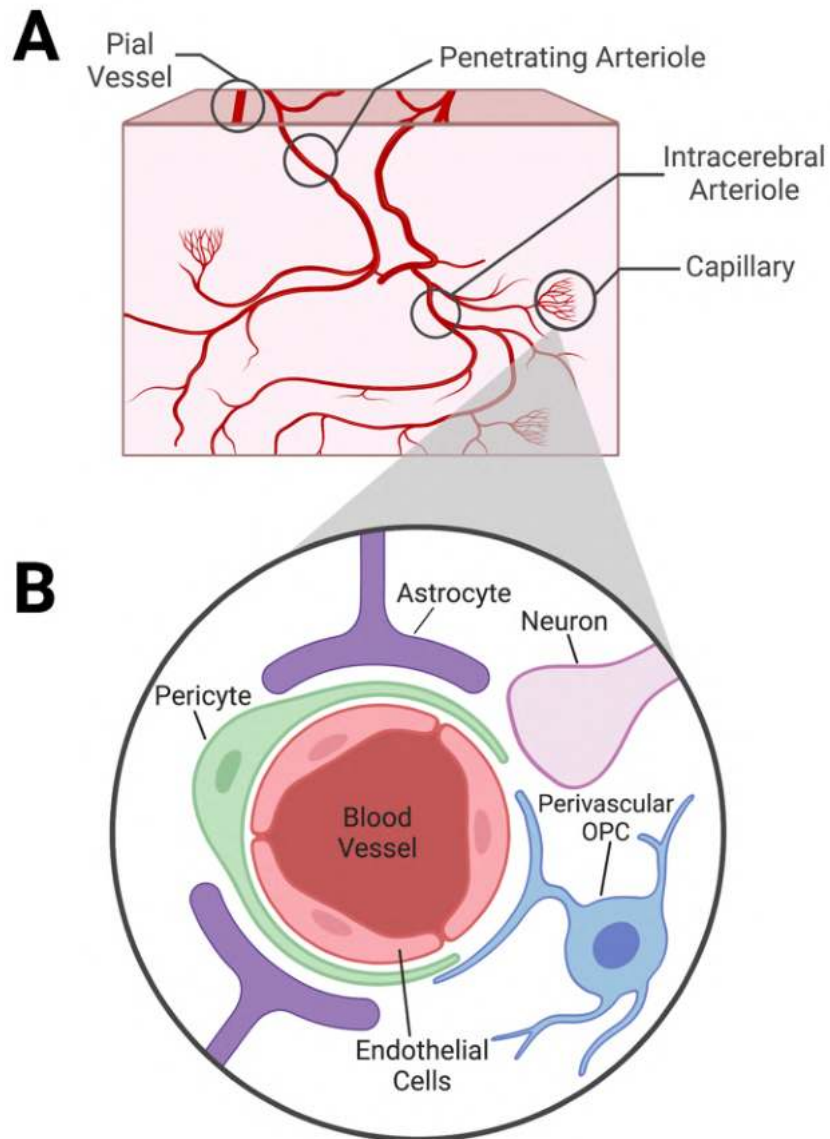 A
Pial
Vessel
Penetrating Arteriole
Intracerebral
Arteriole
Capillary
B
Astrocyte
Neuron
Pericyte
Blood
Vessel
Perivascular
OPC
Endothelial
Cells